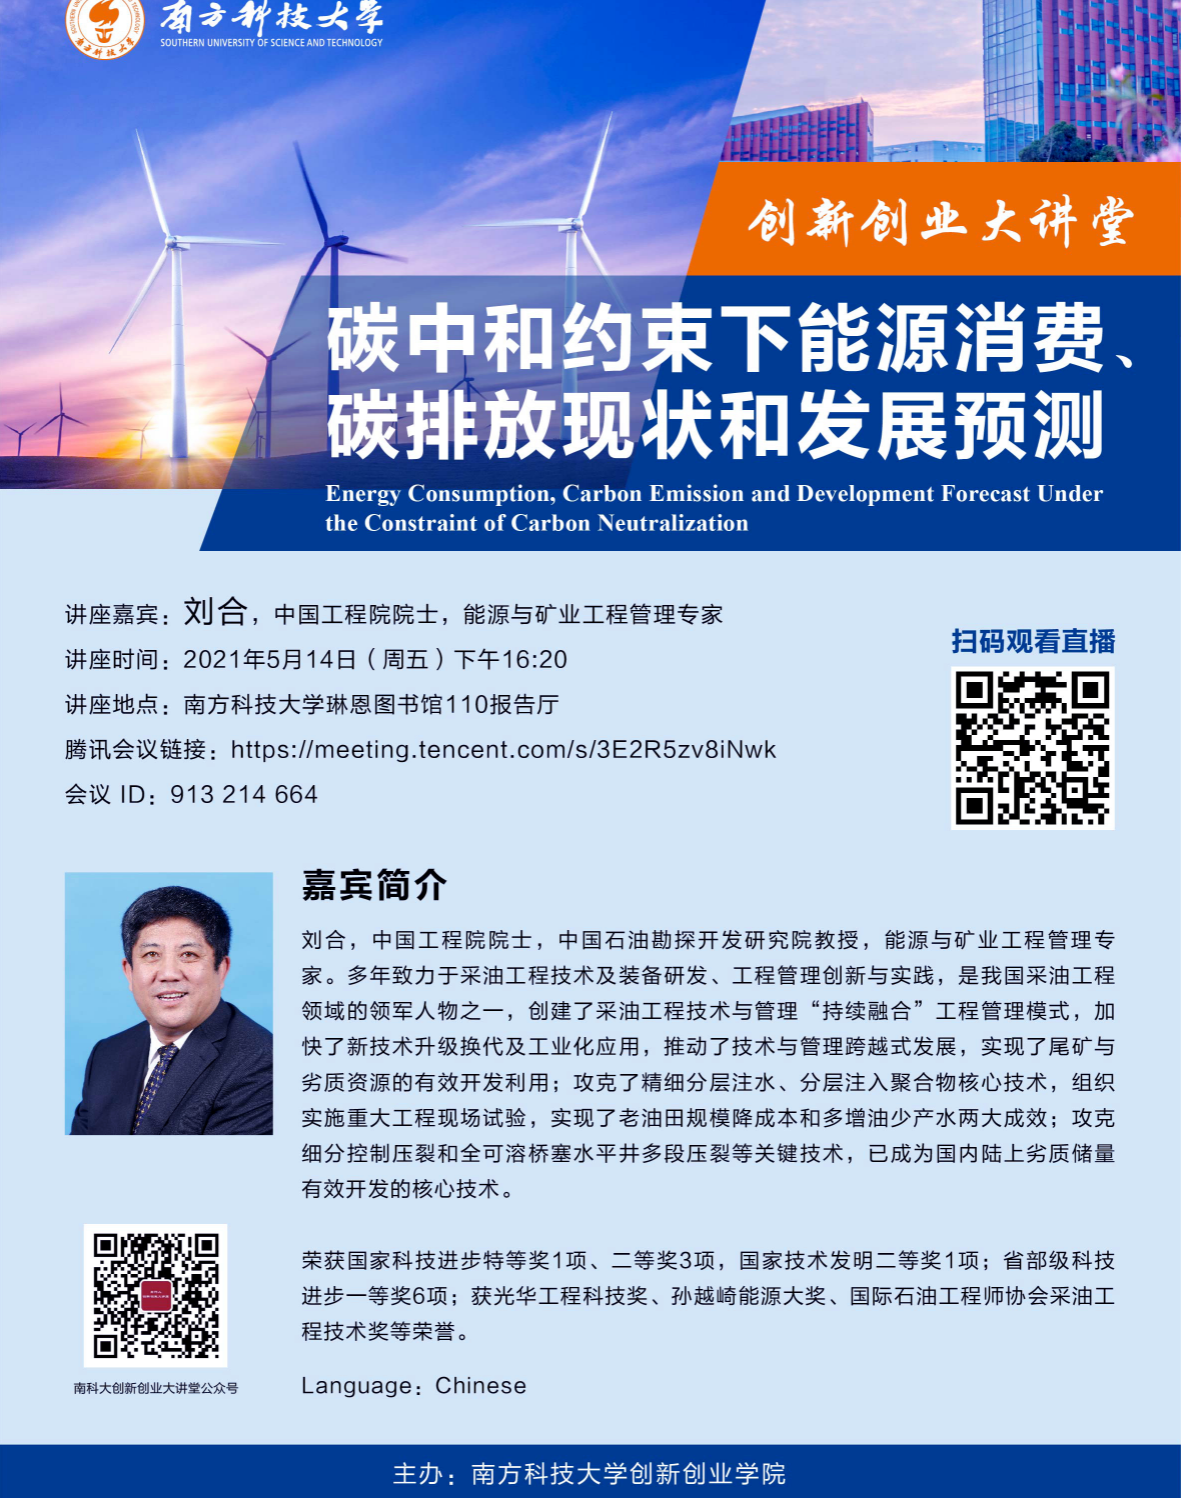 南方科技大学
SOUTHERN UNIVERSITY OF SCIENCE AND TECHNOLOGY
创新创业大讲堂
碳中和约束下能源消费、
碳排放现状和发展预测
Energy Consumption, Carbon Emission and Development Forecast Under
the Constraint of Carbon Neutralization
讲座嘉宾：刘合，中国工程院院士，能源与矿业工程管理专家
讲座时间：2021年5月14日（周五）下午16:20
讲座地点：南方科技大学琳恩图书馆110报告厅
腾讯会议链接：https://meeting.tencent.com/s/3E2R5zv8iNwk
会议 ID：913 214 664
扫码观看直播
嘉宾简介
刘合，中国工程院院士，中国石油勘探开发研究院教授，能源与矿业工程管理专
家。多年致力于采油工程技术及装备研发、工程管理创新与实践，是我国采油工程
领域的领军人物之一，创建了采油工程技术与管理“持续融合”工程管理模式，加
快了新技术升级换代及工业化应用，推动了技术与管理跨越式发展，实现了尾矿与
劣质资源的有效开发利用；攻克了精细分层注水、分层注入聚合物核心技术，组织
实施重大工程现场试验，实现了老油田规模降成本和多增油少产水两大成效；攻克
细分控制压裂和全可溶桥塞水平井多段压裂等关键技术，已成为国内陆上劣质储量
有效开发的核心技术。
荣获国家科技进步特等奖1项、二等奖3项，国家技术发明二等奖1项；省部级科技
进步一等奖6项；获光华工程科技奖、孙越崎能源大奖、国际石油工程师协会采油工
程技术奖等荣誉。
Language：Chinese
南科大创新创业大讲堂公众号
主办：南方科技大学创新创业学院